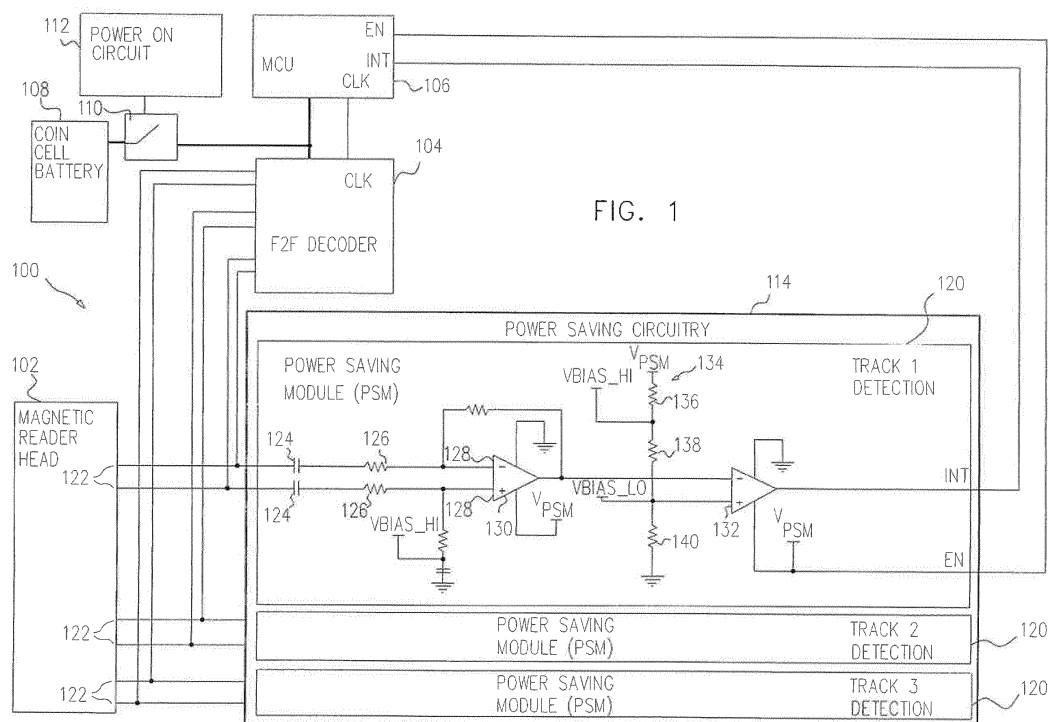 112
POWER ON
CIRCUIT
108
110
COIN
CELL
BATTERY
EN
INT
MCU
CLK
106
104
CLK
F2F DECODER
FIG. 1
100
114
120
POWER SAVING CIRCUITRY
POWER SAVING
MODULE (PSM)
TRACK 1
DETECTION
VPSM
134
VBIAS_HI
136
138
102
MAGNETIC
READER
HEAD
122
124
126
128
124
126
128
130
VPSM
VBIAS_HI
VBIAS_LO
140
132
VPSM
INT
EN
122
POWER SAVING
MODULE (PSM)
TRACK 2
DETECTION
120
122
POWER SAVING
MODULE (PSM)
TRACK 3
DETECTION
120